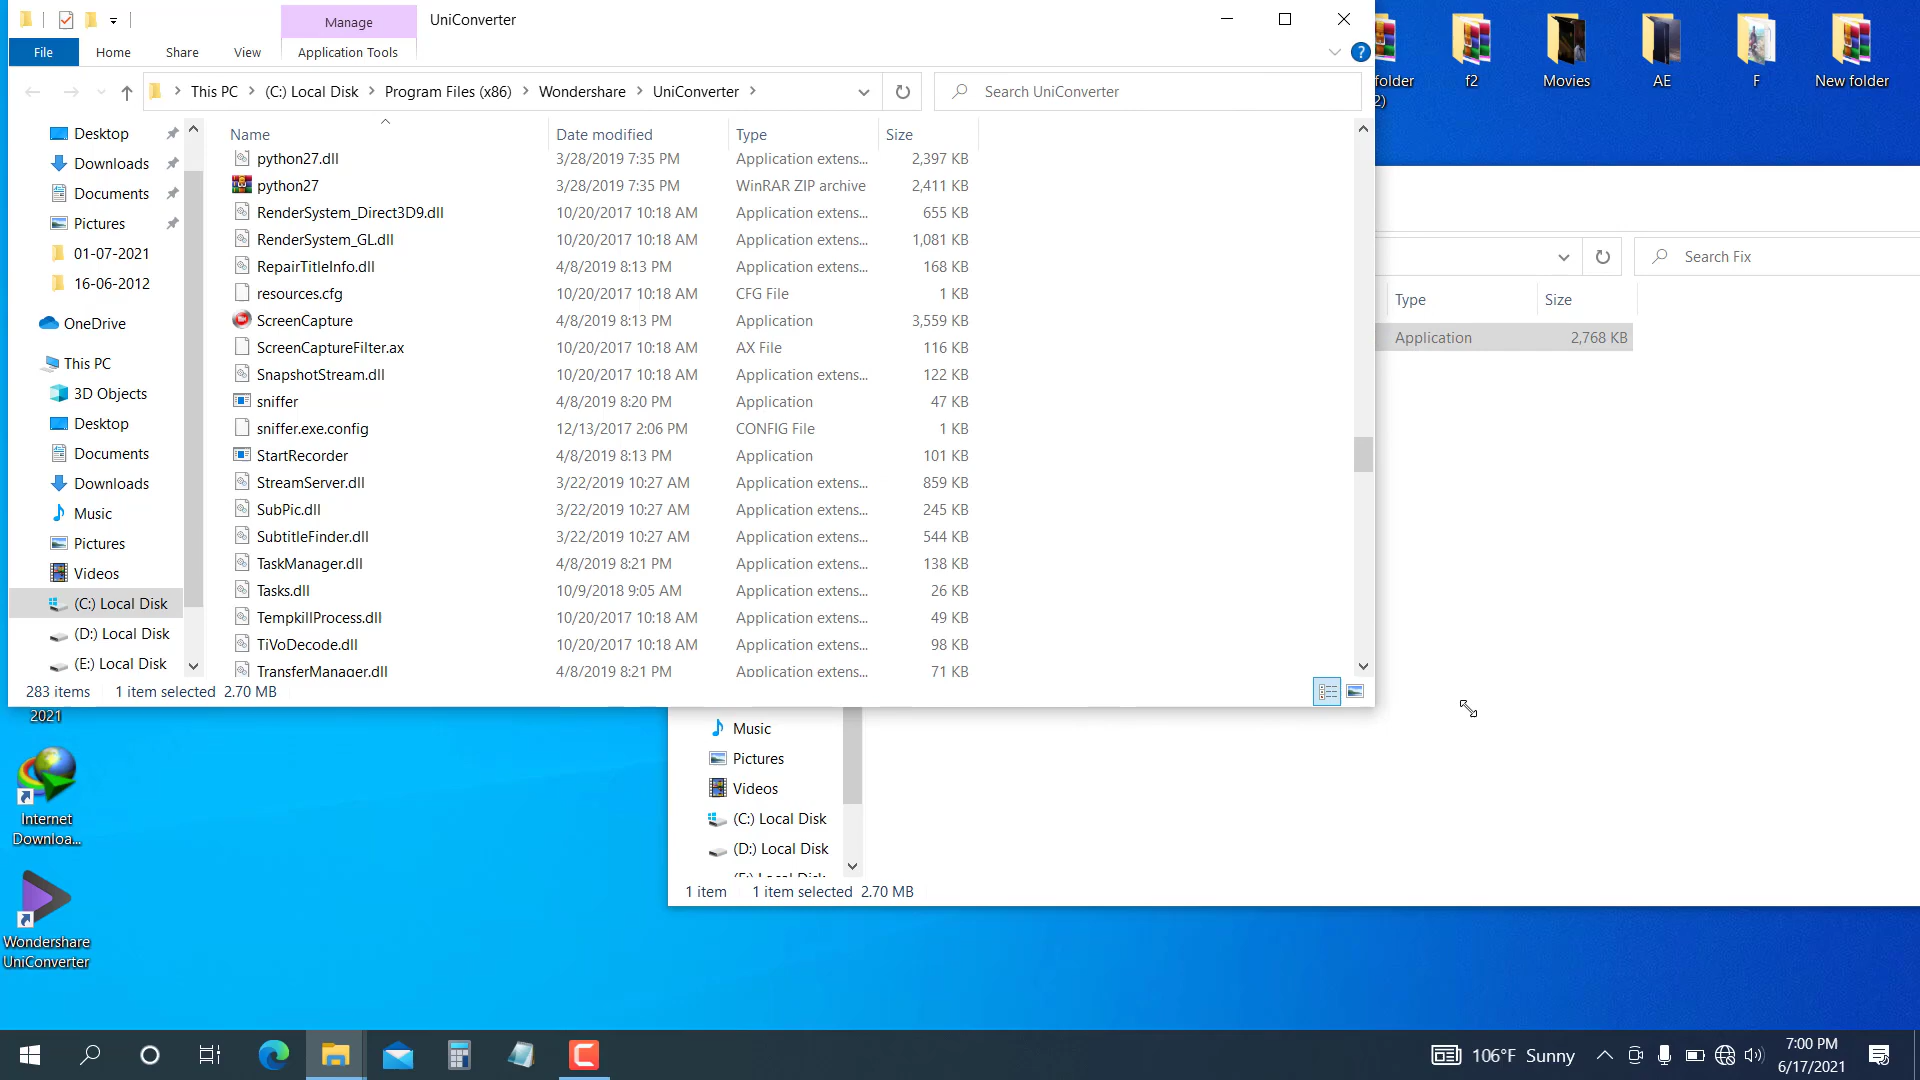 Manage
UniConverter
File
Home
Share
View
Application Tools
This PC
(C:) Local Disk
Program Files (x86)
Wondershare
UniConverter
Search UniConverter
Name
Date modified
Type
Size
Desktop
Downloads
Documents
Pictures
01-07-2021
16-06-2012
OneDrive
This PC
3D Objects
Desktop
Documents
Downloads
Music
Pictures
Videos
(C:) Local Disk
(D:) Local Disk
(E:) Local Disk
python27.dll 3/28/2019 7:35 PM Application extens... 2,397 KB
python27 3/28/2019 7:35 PM WinRAR ZIP archive 2,411 KB
RenderSystem_Direct3D9.dll 10/20/2017 10:18 AM Application extens... 655 KB
RenderSystem_GL.dll 10/20/2017 10:18 AM Application extens... 1,081 KB
RepairTitleInfo.dll 4/8/2019 8:13 PM Application extens... 168 KB
resources.cfg 10/20/2017 10:18 AM CFG File 1 KB
ScreenCapture 4/8/2019 8:13 PM Application 3,559 KB
ScreenCaptureFilter.ax 10/20/2017 10:18 AM AX File 116 KB
SnapshotStream.dll 10/20/2017 10:18 AM Application extens... 122 KB
sniffer 4/8/2019 8:20 PM Application 47 KB
sniffer.exe.config 12/13/2017 2:06 PM CONFIG File 1 KB
StartRecorder 4/8/2019 8:13 PM Application 101 KB
StreamServer.dll 3/22/2019 10:27 AM Application extens... 859 KB
SubPic.dll 3/22/2019 10:27 AM Application extens... 245 KB
SubtitleFinder.dll 3/22/2019 10:27 AM Application extens... 544 KB
TaskManager.dll 4/8/2019 8:21 PM Application extens... 138 KB
Tasks.dll 10/9/2018 9:05 AM Application extens... 26 KB
TempkillProcess.dll 10/20/2017 10:18 AM Application extens... 49 KB
TiVoDecode.dll 10/20/2017 10:18 AM Application extens... 98 KB
TransferManager.dll 4/8/2019 8:21 PM Application extens... 71 KB
283 items 1 item selected 2.70 MB
folder
2)
f2
Movies
AE
F
New folder
Search Fix
Type
Size
Application 2,768 KB
Music
Pictures
Videos
(C:) Local Disk
(D:) Local Disk
1 item 1 item selected 2.70 MB
2021
Internet
Downloa...
Wondershare
UniConverter
106°F Sunny
7:00 PM
6/17/2021